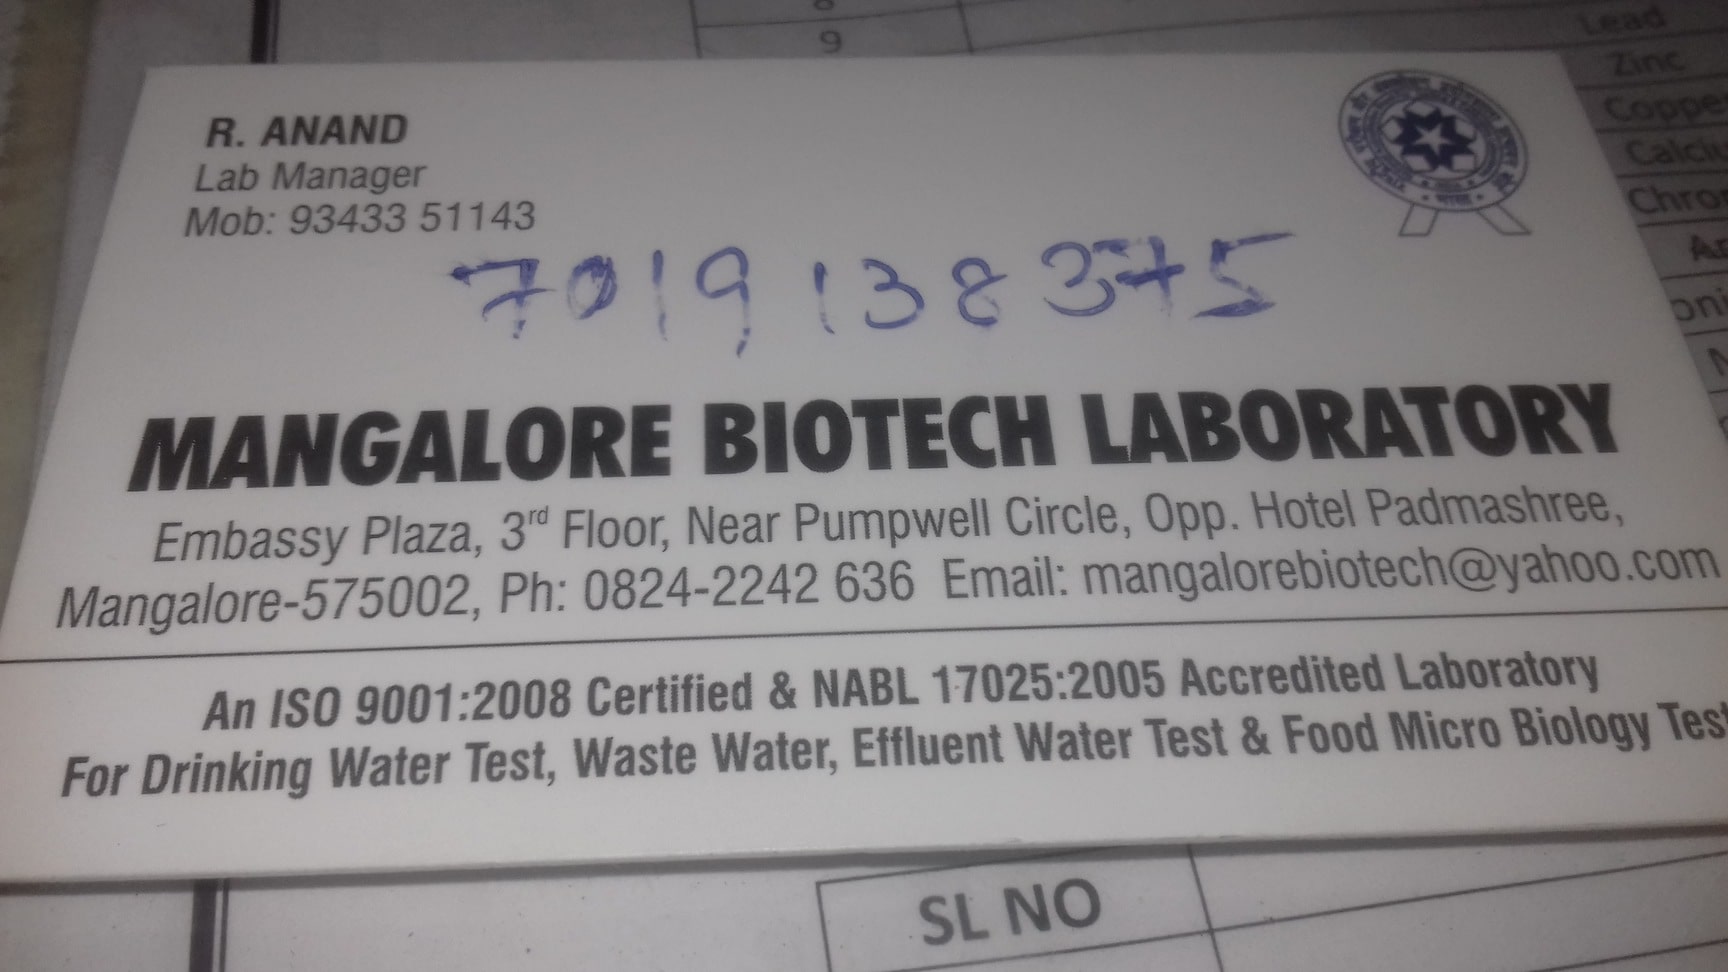 9
Lead
Zinc
R. ANAND
Lab Manager
Mob: 93433 51143
7019138375
MANGALORE BIOTECH LABORATORY
Embassy Plaza, 3rd Floor, Near Pumpwell Circle, Opp. Hotel Padmashree,
Mangalore-575002, Ph: 0824-2242 636 Email: mangalorebiotech@yahoo.com
An ISO 9001:2008 Certified & NABL 17025:2005 Accredited Laboratory
For Drinking Water Test, Waste Water, Effluent Water Test & Food Micro Biology Test
SL NO